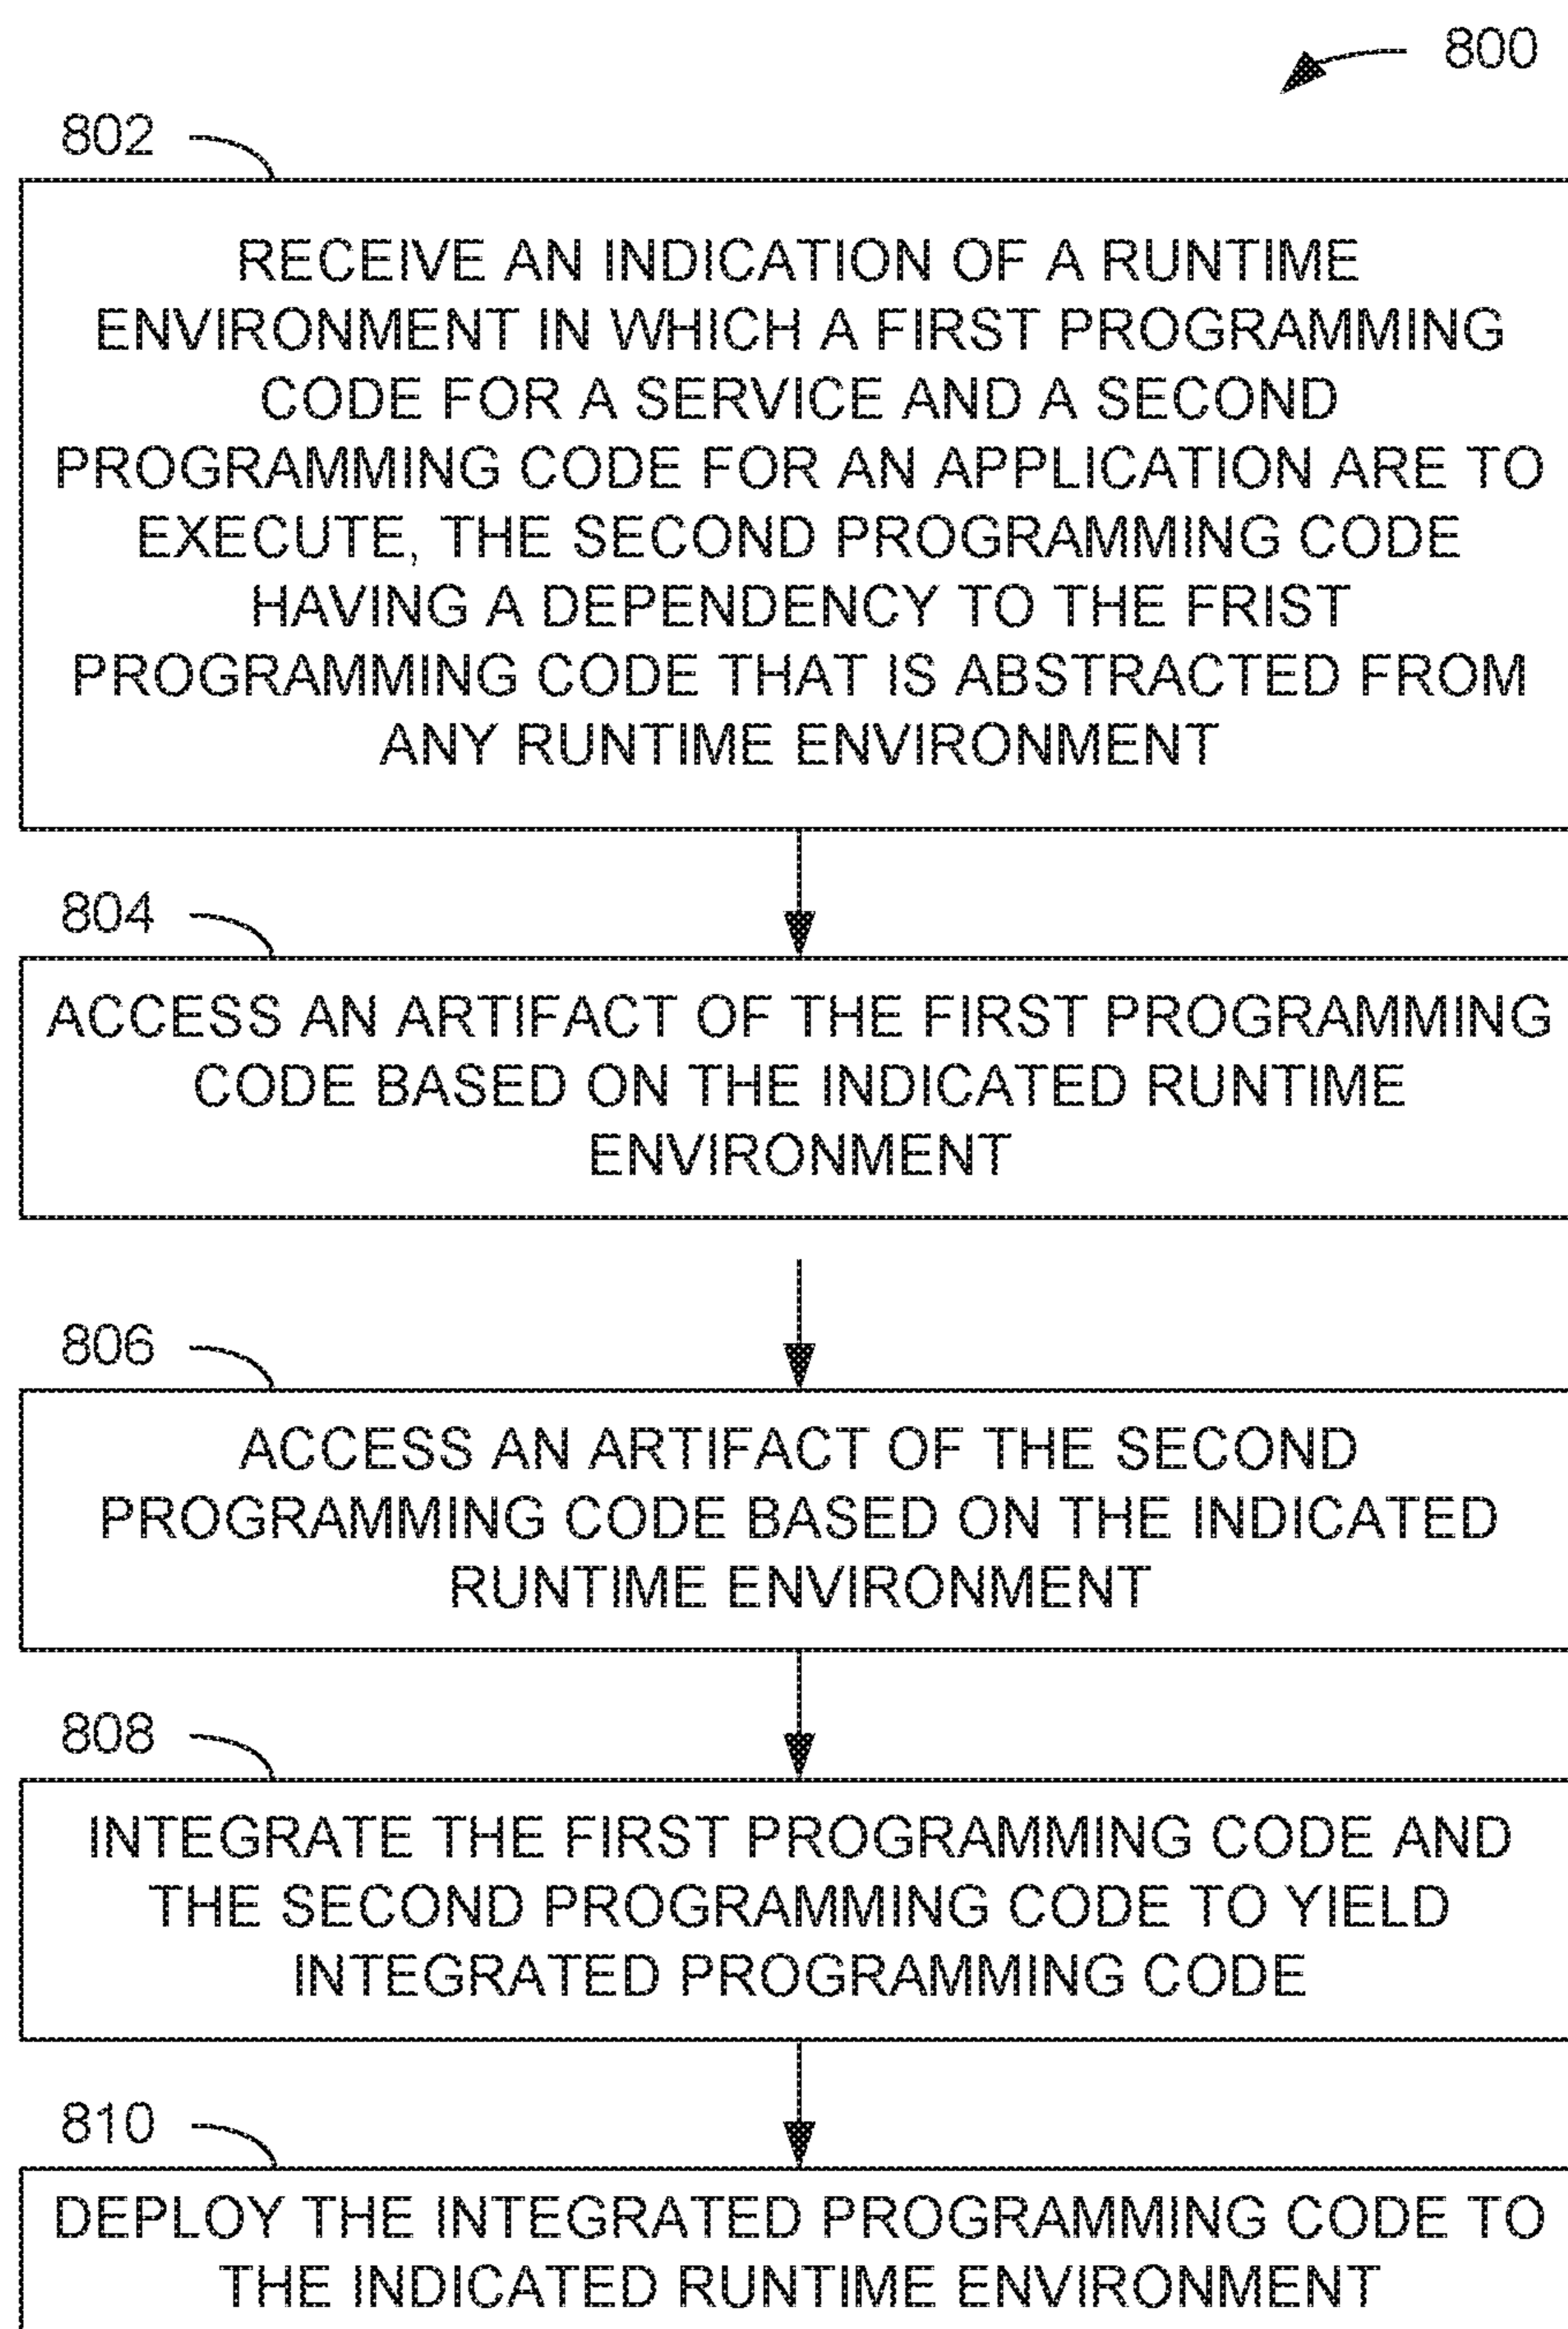 800
802
RECEIVE AN INDICATION OF A RUNTIME
ENVIRONMENT IN WHICH A FIRST PROGRAMMING
CODE FOR A SERVICE AND A SECOND
PROGRAMMING CODE FOR AN APPLICATION ARE TO
EXECUTE, THE SECOND PROGRAMMING CODE
HAVING A DEPENDENCY TO THE FRIST
PROGRAMMING CODE THAT IS ABSTRACTED FROM
ANY RUNTIME ENVIRONMENT
804
ACCESS AN ARTIFACT OF THE FIRST PROGRAMMING
CODE BASED ON THE INDICATED RUNTIME
ENVIRONMENT
806
ACCESS AN ARTIFACT OF THE SECOND
PROGRAMMING CODE BASED ON THE INDICATED
RUNTIME ENVIRONMENT
808
INTEGRATE THE FIRST PROGRAMMING CODE AND
THE SECOND PROGRAMMING CODE TO YIELD
INTEGRATED PROGRAMMING CODE
810
DEPLOY THE INTEGRATED PROGRAMMING CODE TO
THE INDICATED RUNTIME ENVIRONMENT